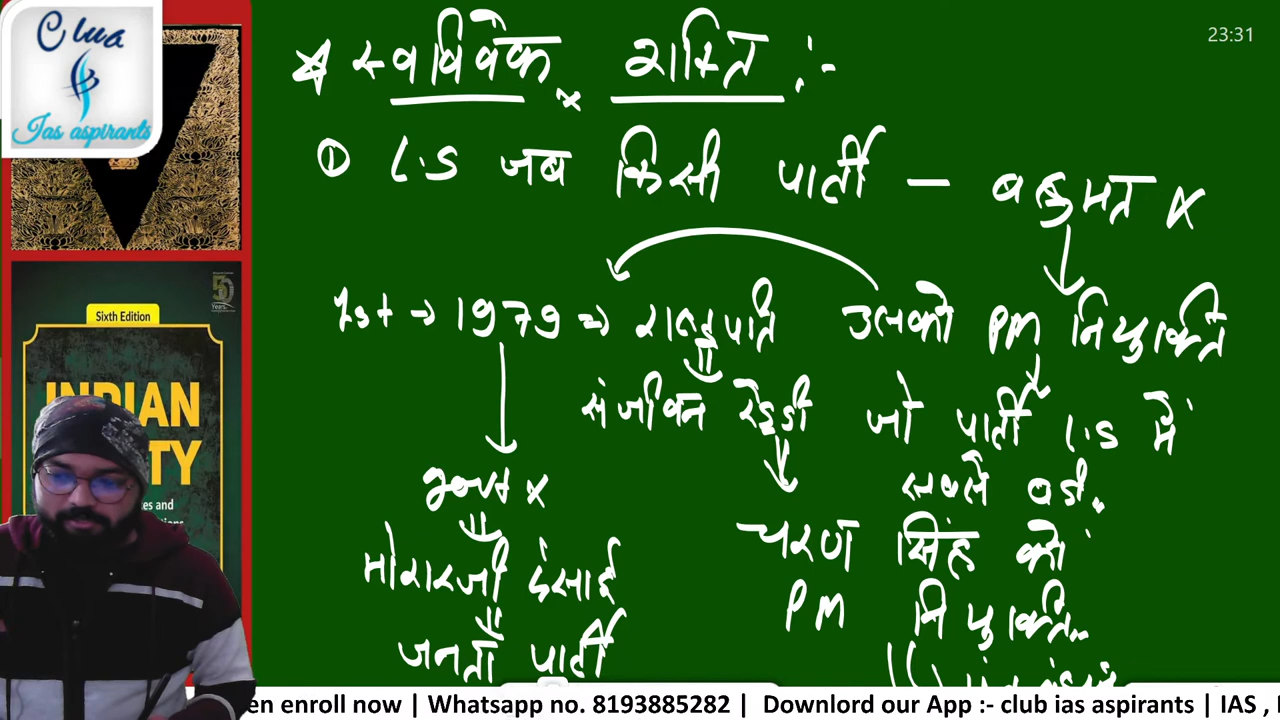 Clua
Ias aspirants
23:31
* स्वविवेक x शक्ति :-
① L.S जब किसी पार्टी — बहुमत x
1st → 1979 ⇒ राष्ट्रपति उसको PM नियुक्ति
संजीवन रेड्डी जो पार्टी L.S में
govt x सबसे बडी.
चरण सिंह को
मोरारजी देसाई
PM नियुक्ति..
जनता पार्टी
Sixth Edition
INDIAN
en enroll now | Whatsapp no. 8193885282 | Downlord our App :- club ias aspirants | IAS ,